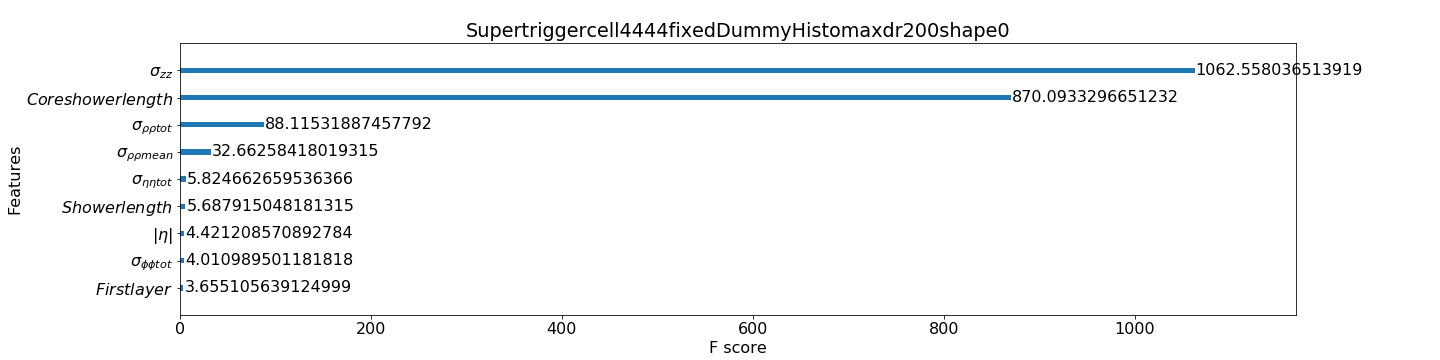 Supertriggercell4444fixedDummyHistomaxdr200shape0
σzz 1062.558036513919
Coreshowerlength 870.0933296651232
σρρtot 88.11531887457792
σρρmean 32.66258418019315
σηηtot 5.824662659536366
Showerlength 5.687915048181315
|η| 4.421208570892784
σϕϕtot 4.010989501181818
Firstlayer 3.655105639124999
Features
0 200 400 600 800 1000
F score